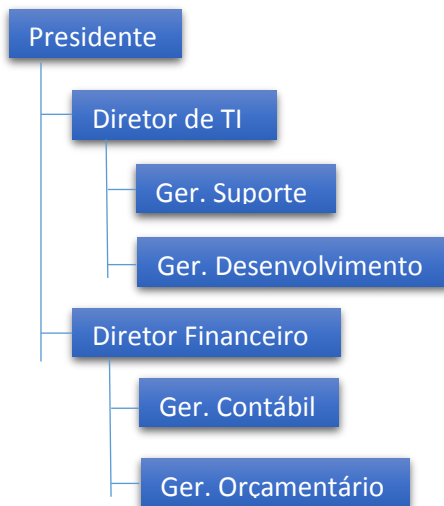 Presidente
Diretor de TI
Ger. Suporte
Ger. Desenvolvimento
Diretor Financeiro
Ger. Contábil
Ger. Orçamentário